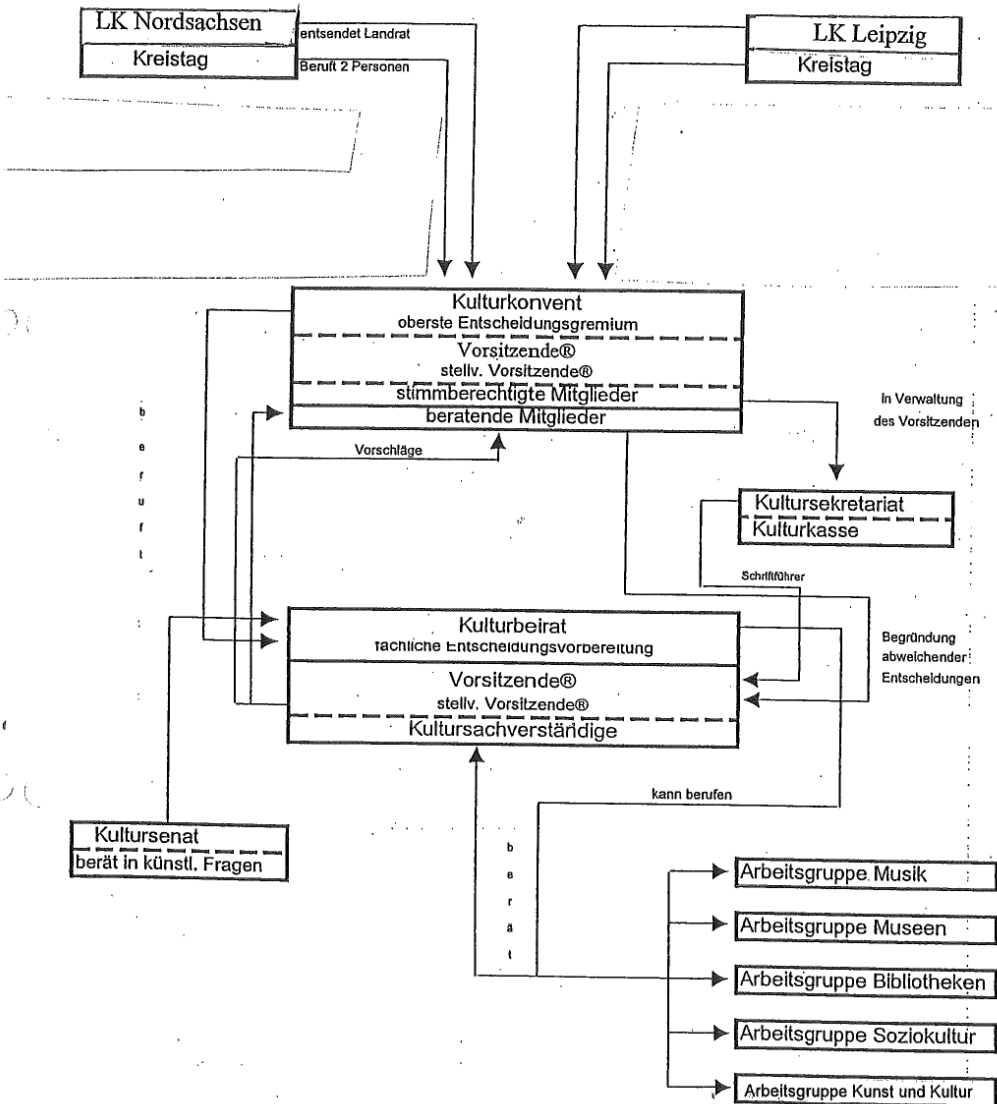 LK Nordsachsen
Kreistag
entsendet Landrat
Beruft 2 Personen
LK Leipzig
Kreistag
Kulturkonvent
oberste Entscheidungsgremium
Vorsitzende®
stellv. Vorsitzende®
stimmberechtigte Mitglieder
beratende Mitglieder
beruft
Vorschläge
In Verwaltung
des Vorsitzenden
Kultursekretariat
Kulturkasse
Schriftführer
Kulturbeirat
fachliche Entscheidungsvorbereitung
Vorsitzende®
stellv. Vorsitzende®
Kultursachverständige
Begründung
abweichender
Entscheidungen
kann berufen
Kultursenat
berät in künstl. Fragen
berät
Arbeitsgruppe Musik
Arbeitsgruppe Museen
Arbeitsgruppe Bibliotheken
Arbeitsgruppe Soziokultur
Arbeitsgruppe Kunst und Kultur